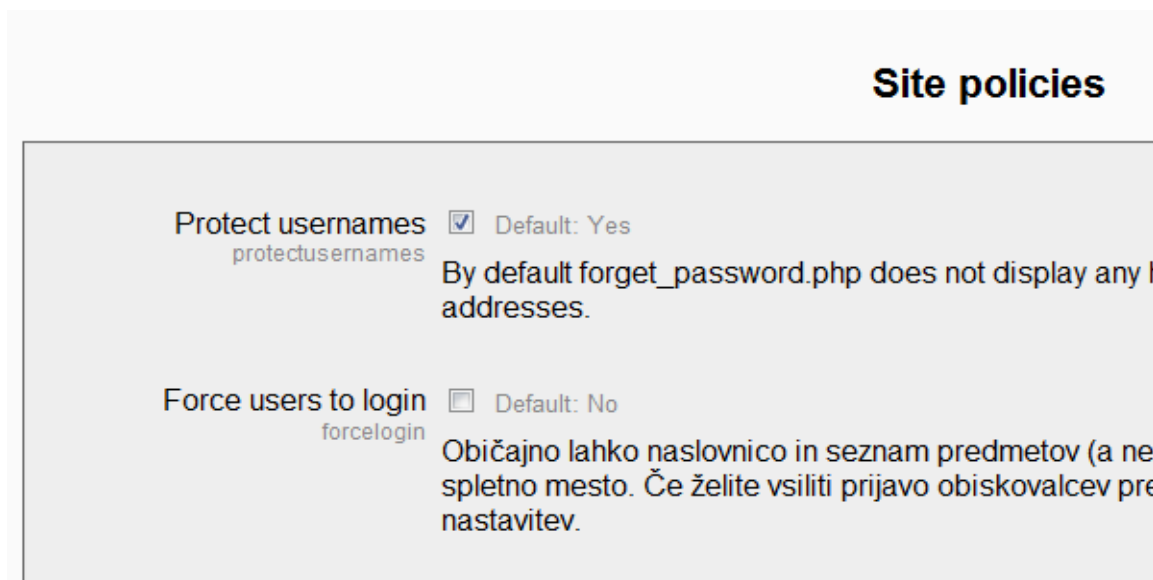 Site policies
Protect usernames Default: Yes
protectusernames
By default forget_password.php does not display any
addresses.
Force users to login Default: No
forcelogin
Običajno lahko naslovnico in seznam predmetov (a ne
spletno mesto. Če želite vsiliti prijavo obiskovalcev
nastavitev.